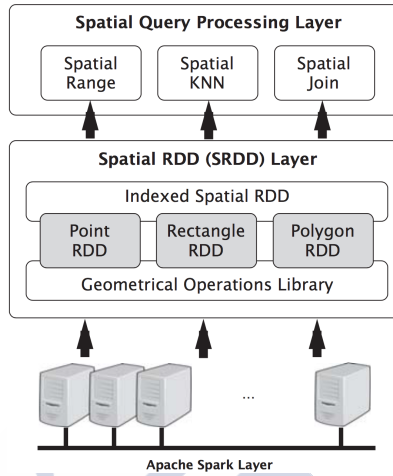 Spatial Query Processing Layer
Spatial
Range
Spatial
KNN
Spatial
Join
Spatial RDD (SRDD) Layer
Indexed Spatial RDD
Point
RDD
Rectangle
RDD
Polygon
RDD
Geometrical Operations Library
...
Apache Spark Layer